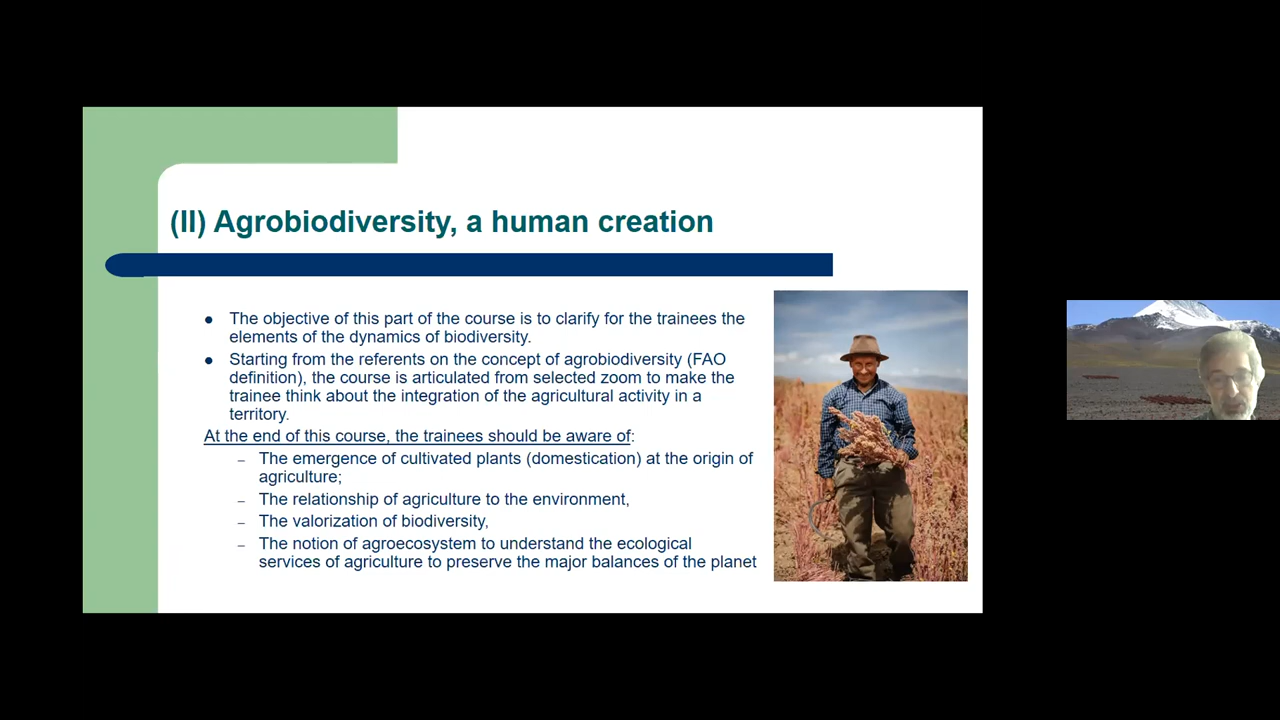 (II) Agrobiodiversity, a human creation
● The objective of this part of the course is to clarify for the trainees the
elements of the dynamics of biodiversity.
● Starting from the referents on the concept of agrobiodiversity (FAO
definition), the course is articulated from selected zoom to make the
trainee think about the integration of the agricultural activity in a
territory.
At the end of this course, the trainees should be aware of:
– The emergence of cultivated plants (domestication) at the origin of
agriculture;
– The relationship of agriculture to the environment,
– The valorization of biodiversity,
– The notion of agroecosystem to understand the ecological
services of agriculture to preserve the major balances of the planet